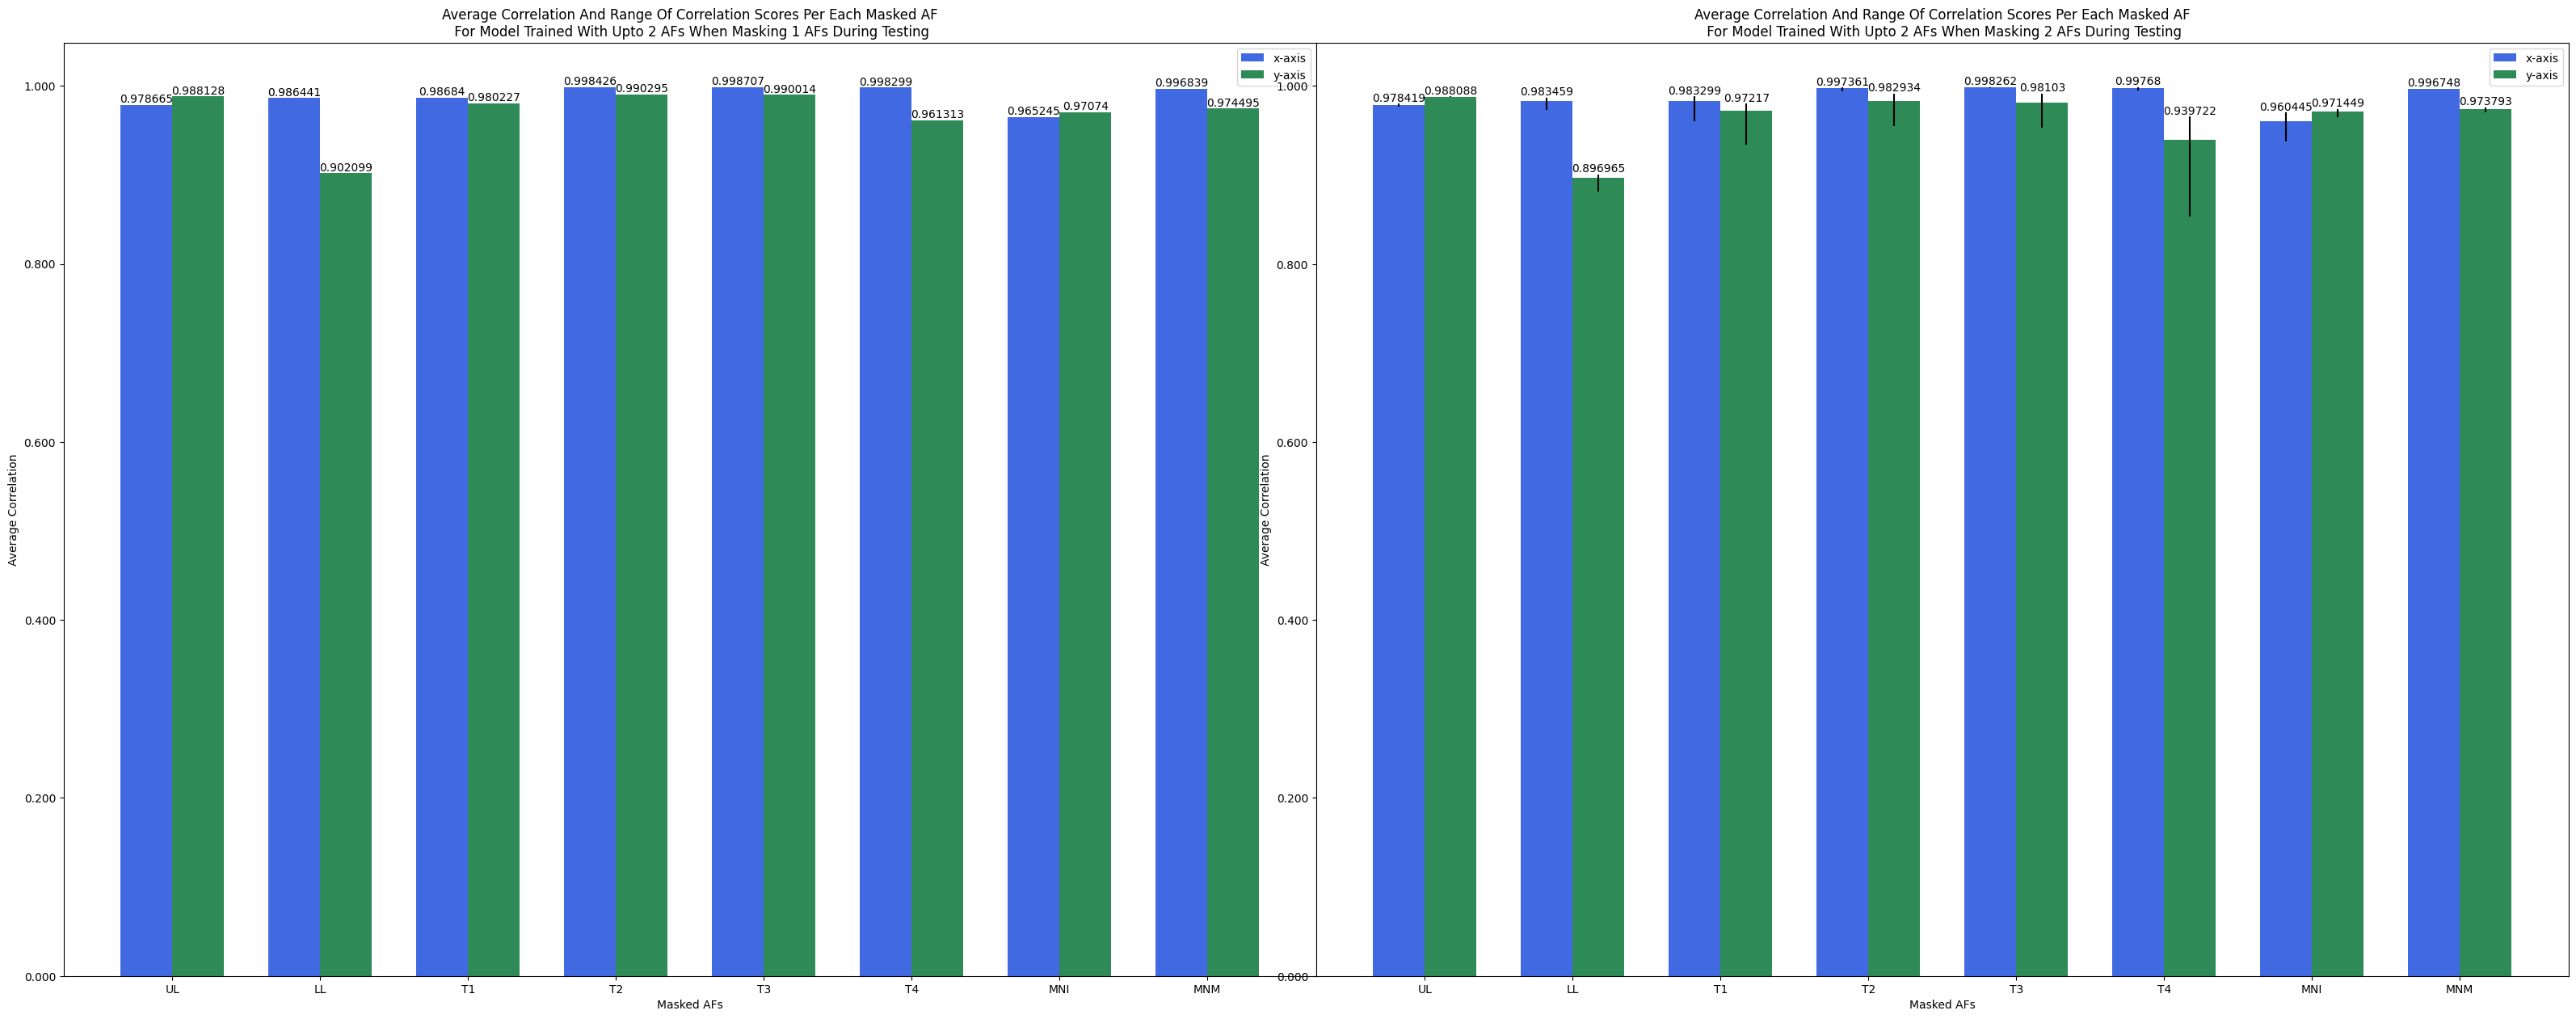 Average Correlation And Range Of Correlation Scores Per Each Masked AF
For Model Trained With Upto 2 AFs When Masking 1 AFs During Testing
x-axis
y-axis
1.000
0.800
0.600
0.400
0.200
0.000
Average Correlation
0.978665
0.988128
0.986441
0.902099
0.98684
0.980227
0.998426
0.990295
0.998707
0.990014
0.998299
0.961313
0.965245
0.97074
0.996839
0.974495
UL
LL
T1
T2
T3
T4
MNI
MNM
Masked AFs
Average Correlation And Range Of Correlation Scores Per Each Masked AF
For Model Trained With Upto 2 AFs When Masking 2 AFs During Testing
x-axis
y-axis
1.000
0.800
0.600
0.400
0.200
0.000
Average Correlation
0.978419
0.988088
0.983459
0.896965
0.983299
0.97217
0.997361
0.982934
0.998262
0.98103
0.99768
0.939722
0.960445
0.971449
0.996748
0.973793
UL
LL
T1
T2
T3
T4
MNI
MNM
Masked AFs